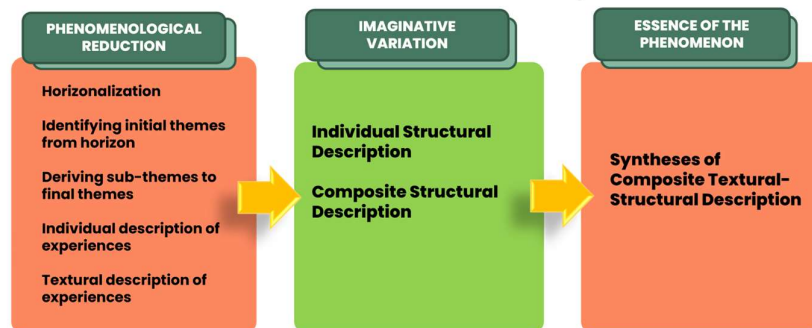 PHENOMENOLOGICAL
REDUCTION
Horizonalization
Identifying initial themes
from horizon
Deriving sub-themes to
final themes
Individual description of
experiences
Textural description of
experiences
IMAGINATIVE
VARIATION
Individual Structural
Description
Composite Structural
Description
ESSENCE OF THE
PHENOMENON
Syntheses of
Composite Textural-
Structural Description